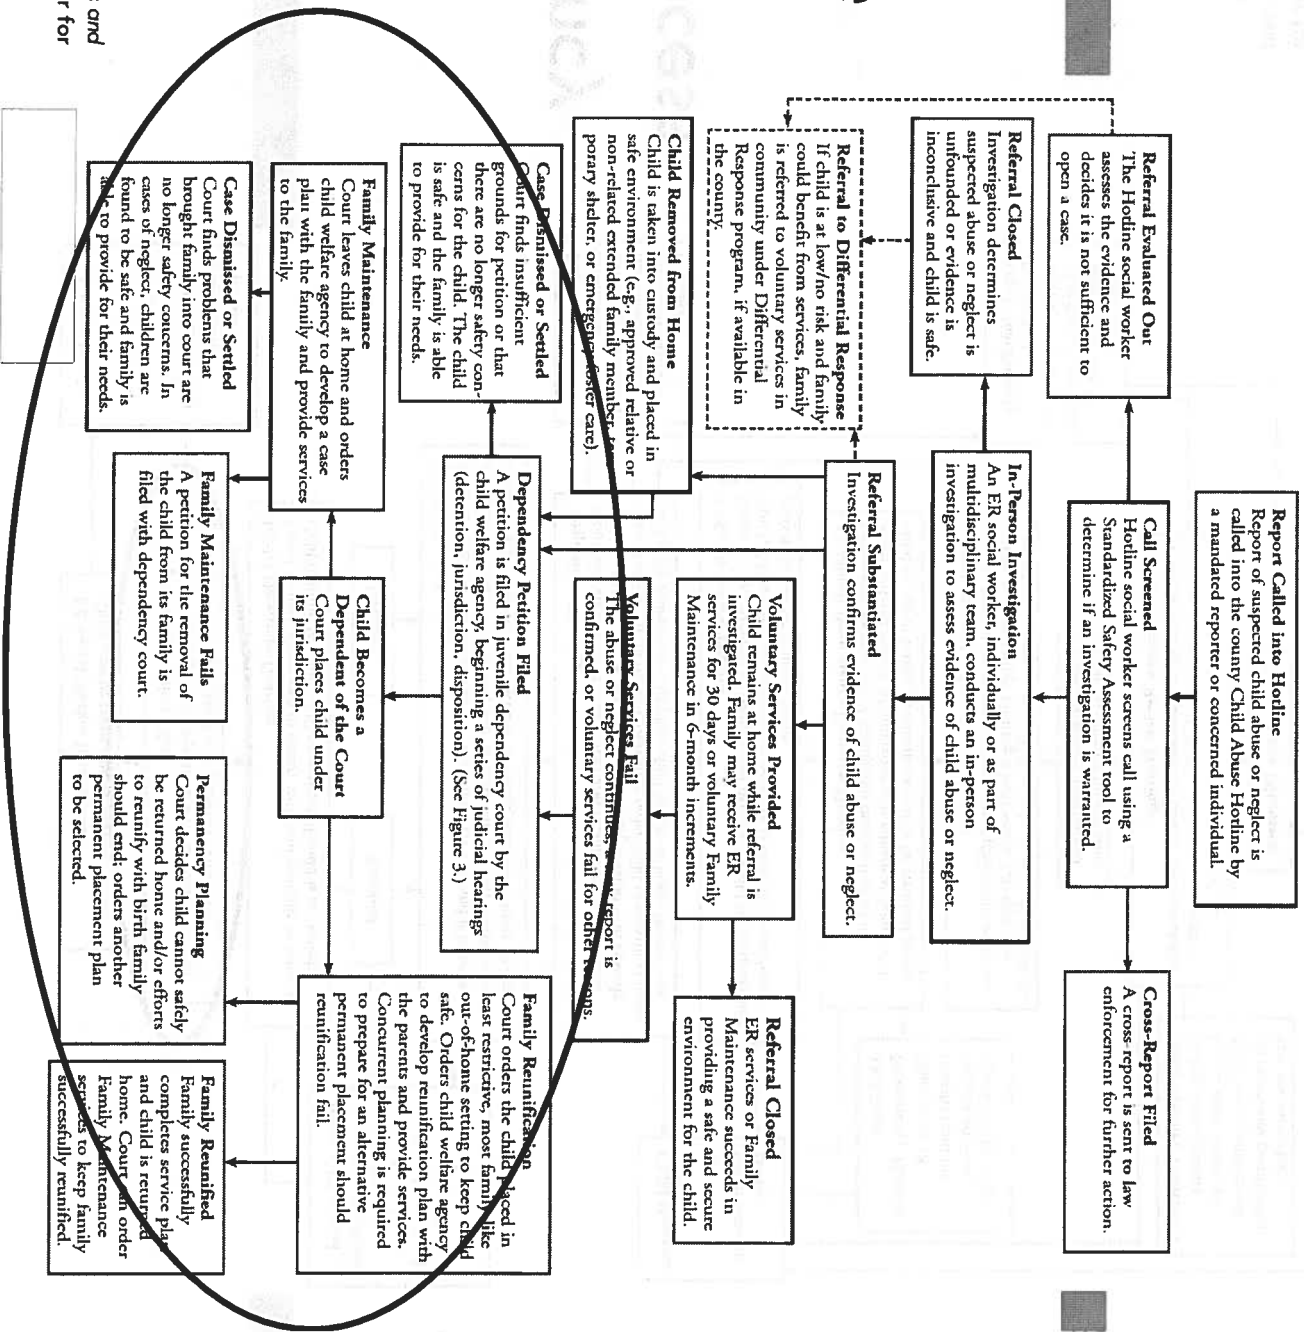 Report Called into Hotline
Report of suspected child abuse or neglect is
called into the county Child Abuse Hotline by
a mandated reporter or concerned individual.
Call Screened
Hotline social worker screens call using a
Standardized Safety Assessment tool to
determine if an investigation is warranted.
Referral Evaluated Out
The Hotline social worker
assesses the evidence and
decides it is not sufficient to
open a case.
Cross-Report Filed
A cross-report is sent to law
enforcement for further action.
In-Person Investigation
An ER social worker, individually or as part of
multidisciplinary team, conducts an in-person
investigation to assess evidence of child abuse or neglect.
Referral Closed
Investigation determines
suspected abuse or neglect is
unfounded or evidence is
inconclusive and child is safe.
Referral Substantiated
Investigation confirms evidence of child abuse or neglect.
Referral to Differential Response
If child is at low/no risk and family
could benefit from services, family
is referred to voluntary services in
community under Differential
Response program, if available in
the county.
Voluntary Services Provided
Child remains at home while referral is
investigated. Family may receive ER
services for 30 days or voluntary Family
Maintenance in 6-month increments.
Referral Closed
ER services or Family
Maintenance succeeds in
providing a safe and secure
environment for the child.
Child Removed from Home
Child is taken into custody and placed in
safe environment (e.g., approved relative or
non-related extended family member, tem-
porary shelter, or emergency foster care).
Voluntary Services Fail
The abuse or neglect continues, a new report is
confirmed, or voluntary services fail for other reasons.
Case Dismissed or Settled
Court finds insufficient
grounds for petition or that
there are no longer safety con-
cerns for the child. The child
is safe and the family is able
to provide for their needs.
Dependency Petition Filed
A petition is filed in juvenile dependency court by the
child welfare agency, beginning a series of judicial hearings
(detention, jurisdiction, disposition). (See Figure 3.)
Family Maintenance
Court leaves child at home and orders
child welfare agency to develop a case
plan with the family and provide services
to the family.
Child Becomes a
Dependent of the Court
Court places child under
its jurisdiction.
Family Reunification
Court orders the child placed in
least restrictive, most family-like
out-of-home setting to keep child
safe. Orders child welfare agency
to develop reunification plan with
the parents and provide services.
Concurrent planning is required
to prepare for an alternative
permanent placement should
reunification fail.
Case Dismissed or Settled
Court finds problems that
brought family into court are
no longer safety concerns. In
cases of neglect, children are
found to be safe and family is
able to provide for their needs.
Family Maintenance Fails
A petition for the removal of
the child from its family is
filed with dependency court.
Permanency Planning
Court decides child cannot safely
be returned home and/or efforts
to reunify with birth family
should end; orders another
permanent placement plan
to be selected.
Family Reunified
Family successfully
completes service plan
and child is returned
home. Court can order
Family Maintenance
services to keep family
successfully reunified.
and
r for